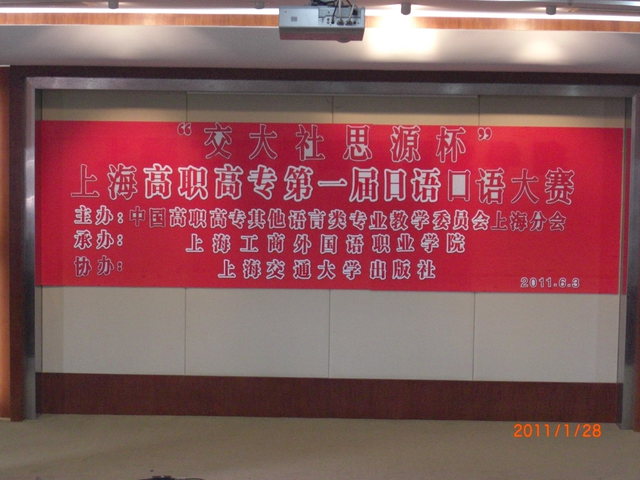 “交大社思源杯”
上海高职高专第一届日语口语大赛
主办：中国高职高专其他语言类专业教学委员会上海分会
承办： 上海工商外国语职业学院
协办： 上海交通大学出版社
2011.6.3
2011/1/28